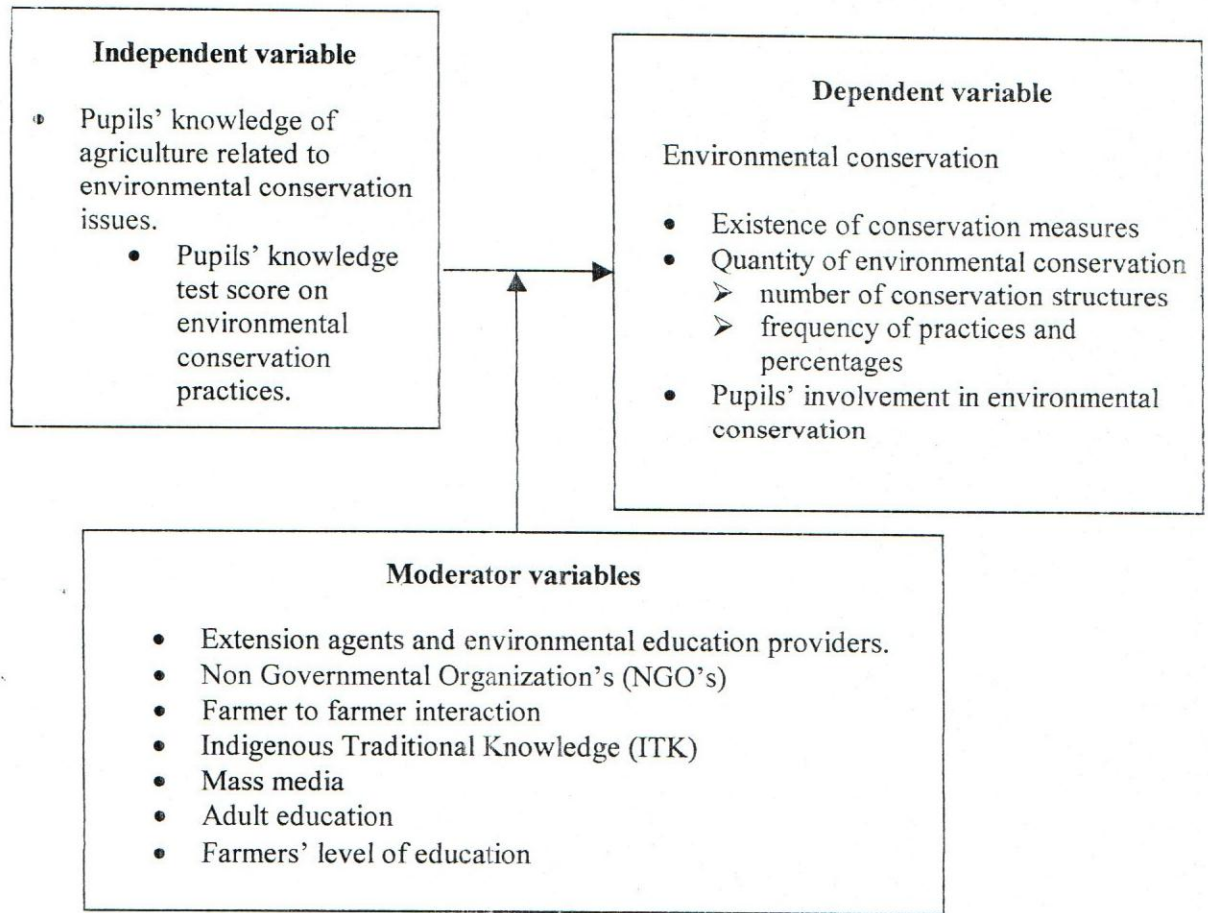 Independent variable
• Pupils’ knowledge of
agriculture related to
environmental conservation
issues.
• Pupils’ knowledge
test score on
environmental
conservation
practices.
Dependent variable
Environmental conservation
• Existence of conservation measures
• Quantity of environmental conservation
➢ number of conservation structures
➢ frequency of practices and
percentages
• Pupils’ involvement in environmental
conservation
Moderator variables
• Extension agents and environmental education providers.
• Non Governmental Organization’s (NGO’s)
• Farmer to farmer interaction
• Indigenous Traditional Knowledge (ITK)
• Mass media
• Adult education
• Farmers’ level of education